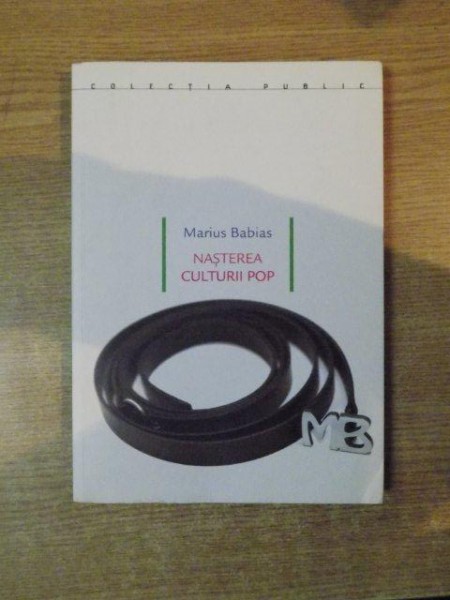 COLECȚIA PUBLIC
Marius Babias
NAȘTEREA
CULTURII POP
MB